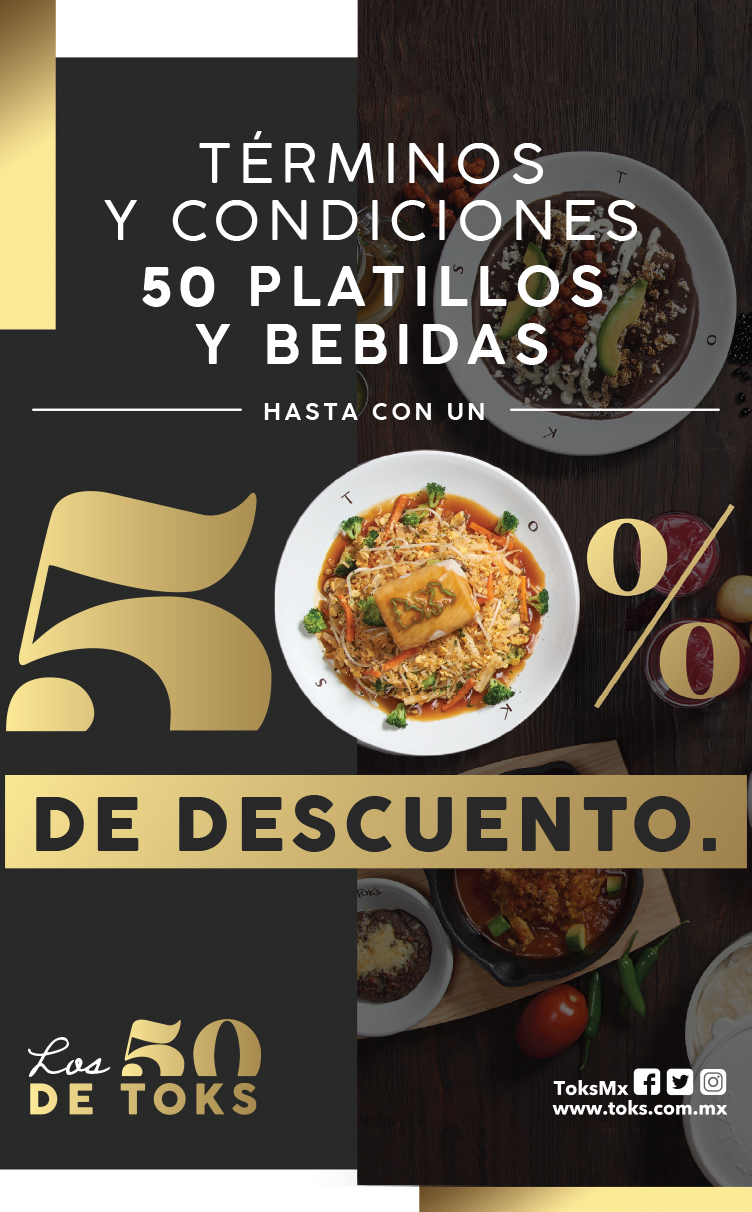 TÉRMINOS
Y CONDICIONES
50 PLATILLOS
Y BEBIDAS
HASTA CON UN
50%
T O K S
T O K S
DE DESCUENTO.
TOKS
Los 50
DE TOKS
ToksMx
www.toks.com.mx